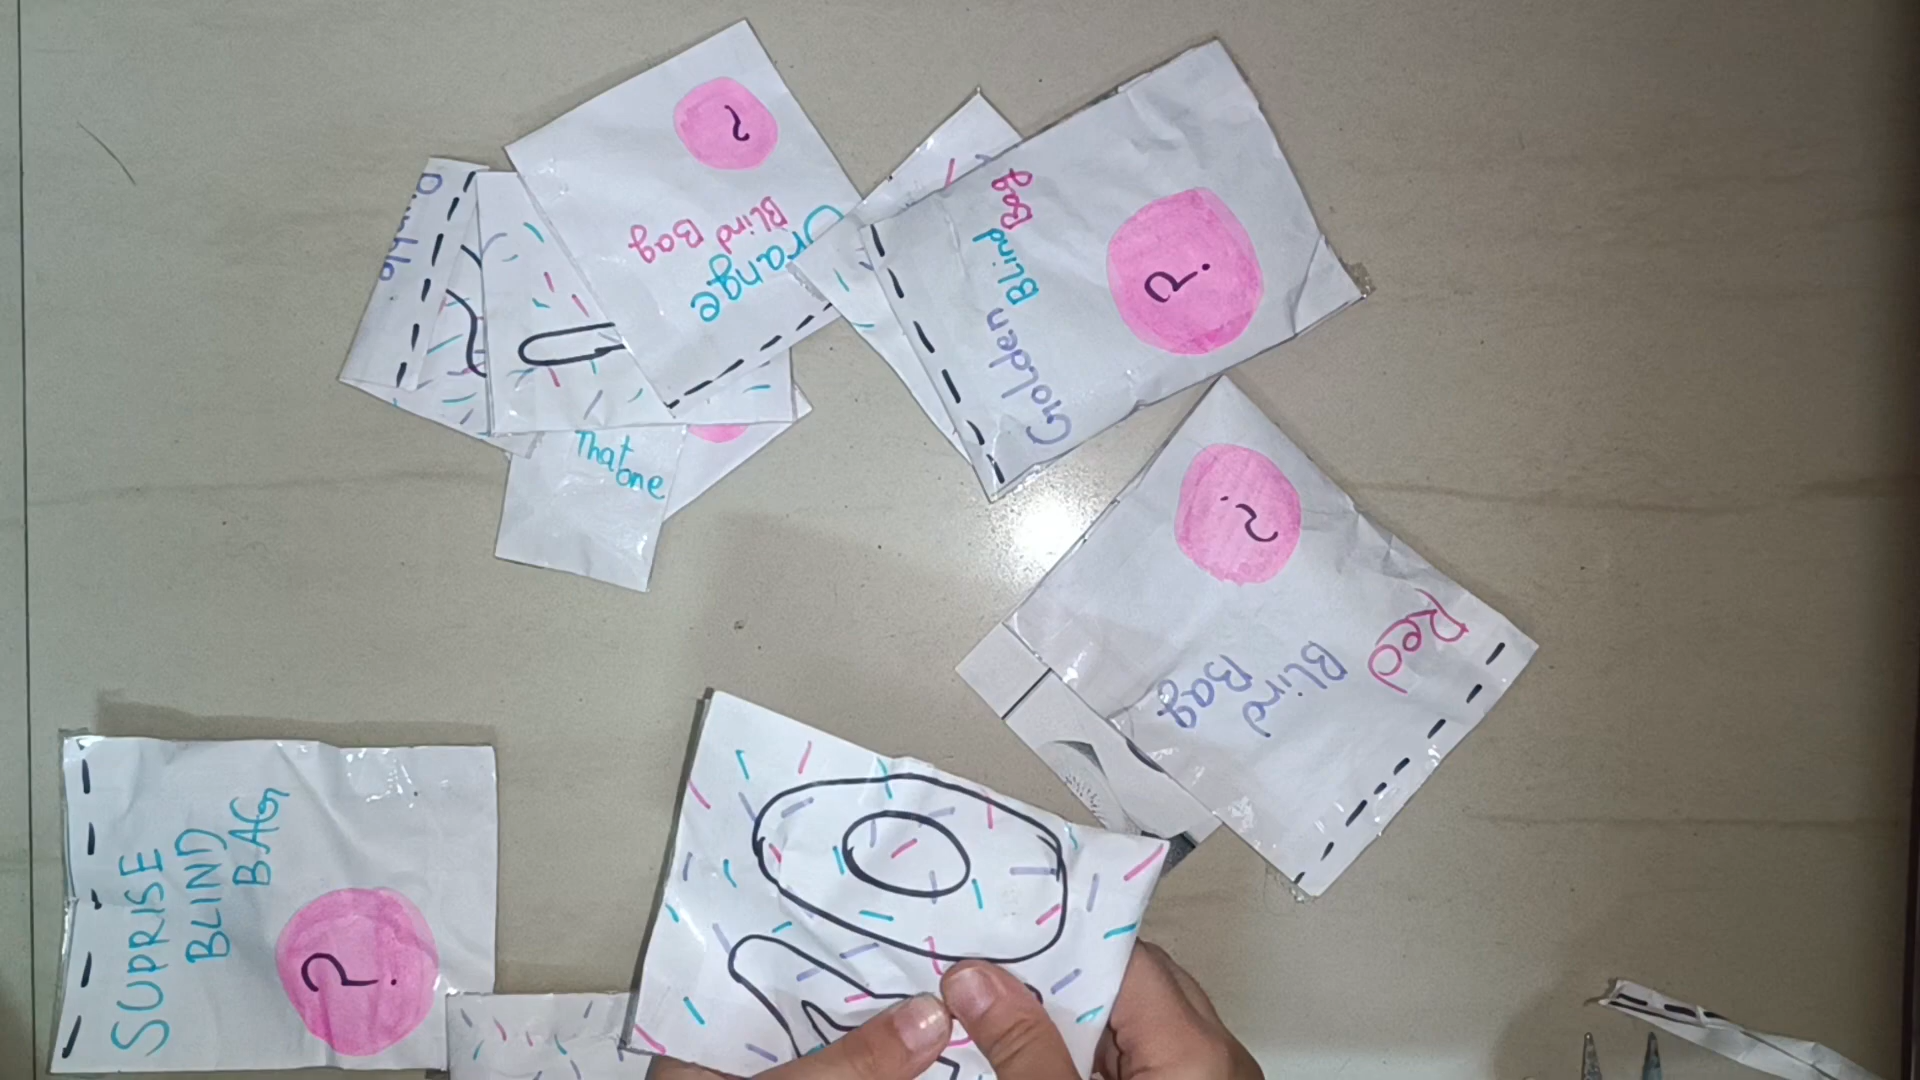 ?
Orange
Blind Bag
Golden
Blind
Bag
?
That
one
?
Red
Blind
Bag
SUPRISE
BLIND
BAG
?